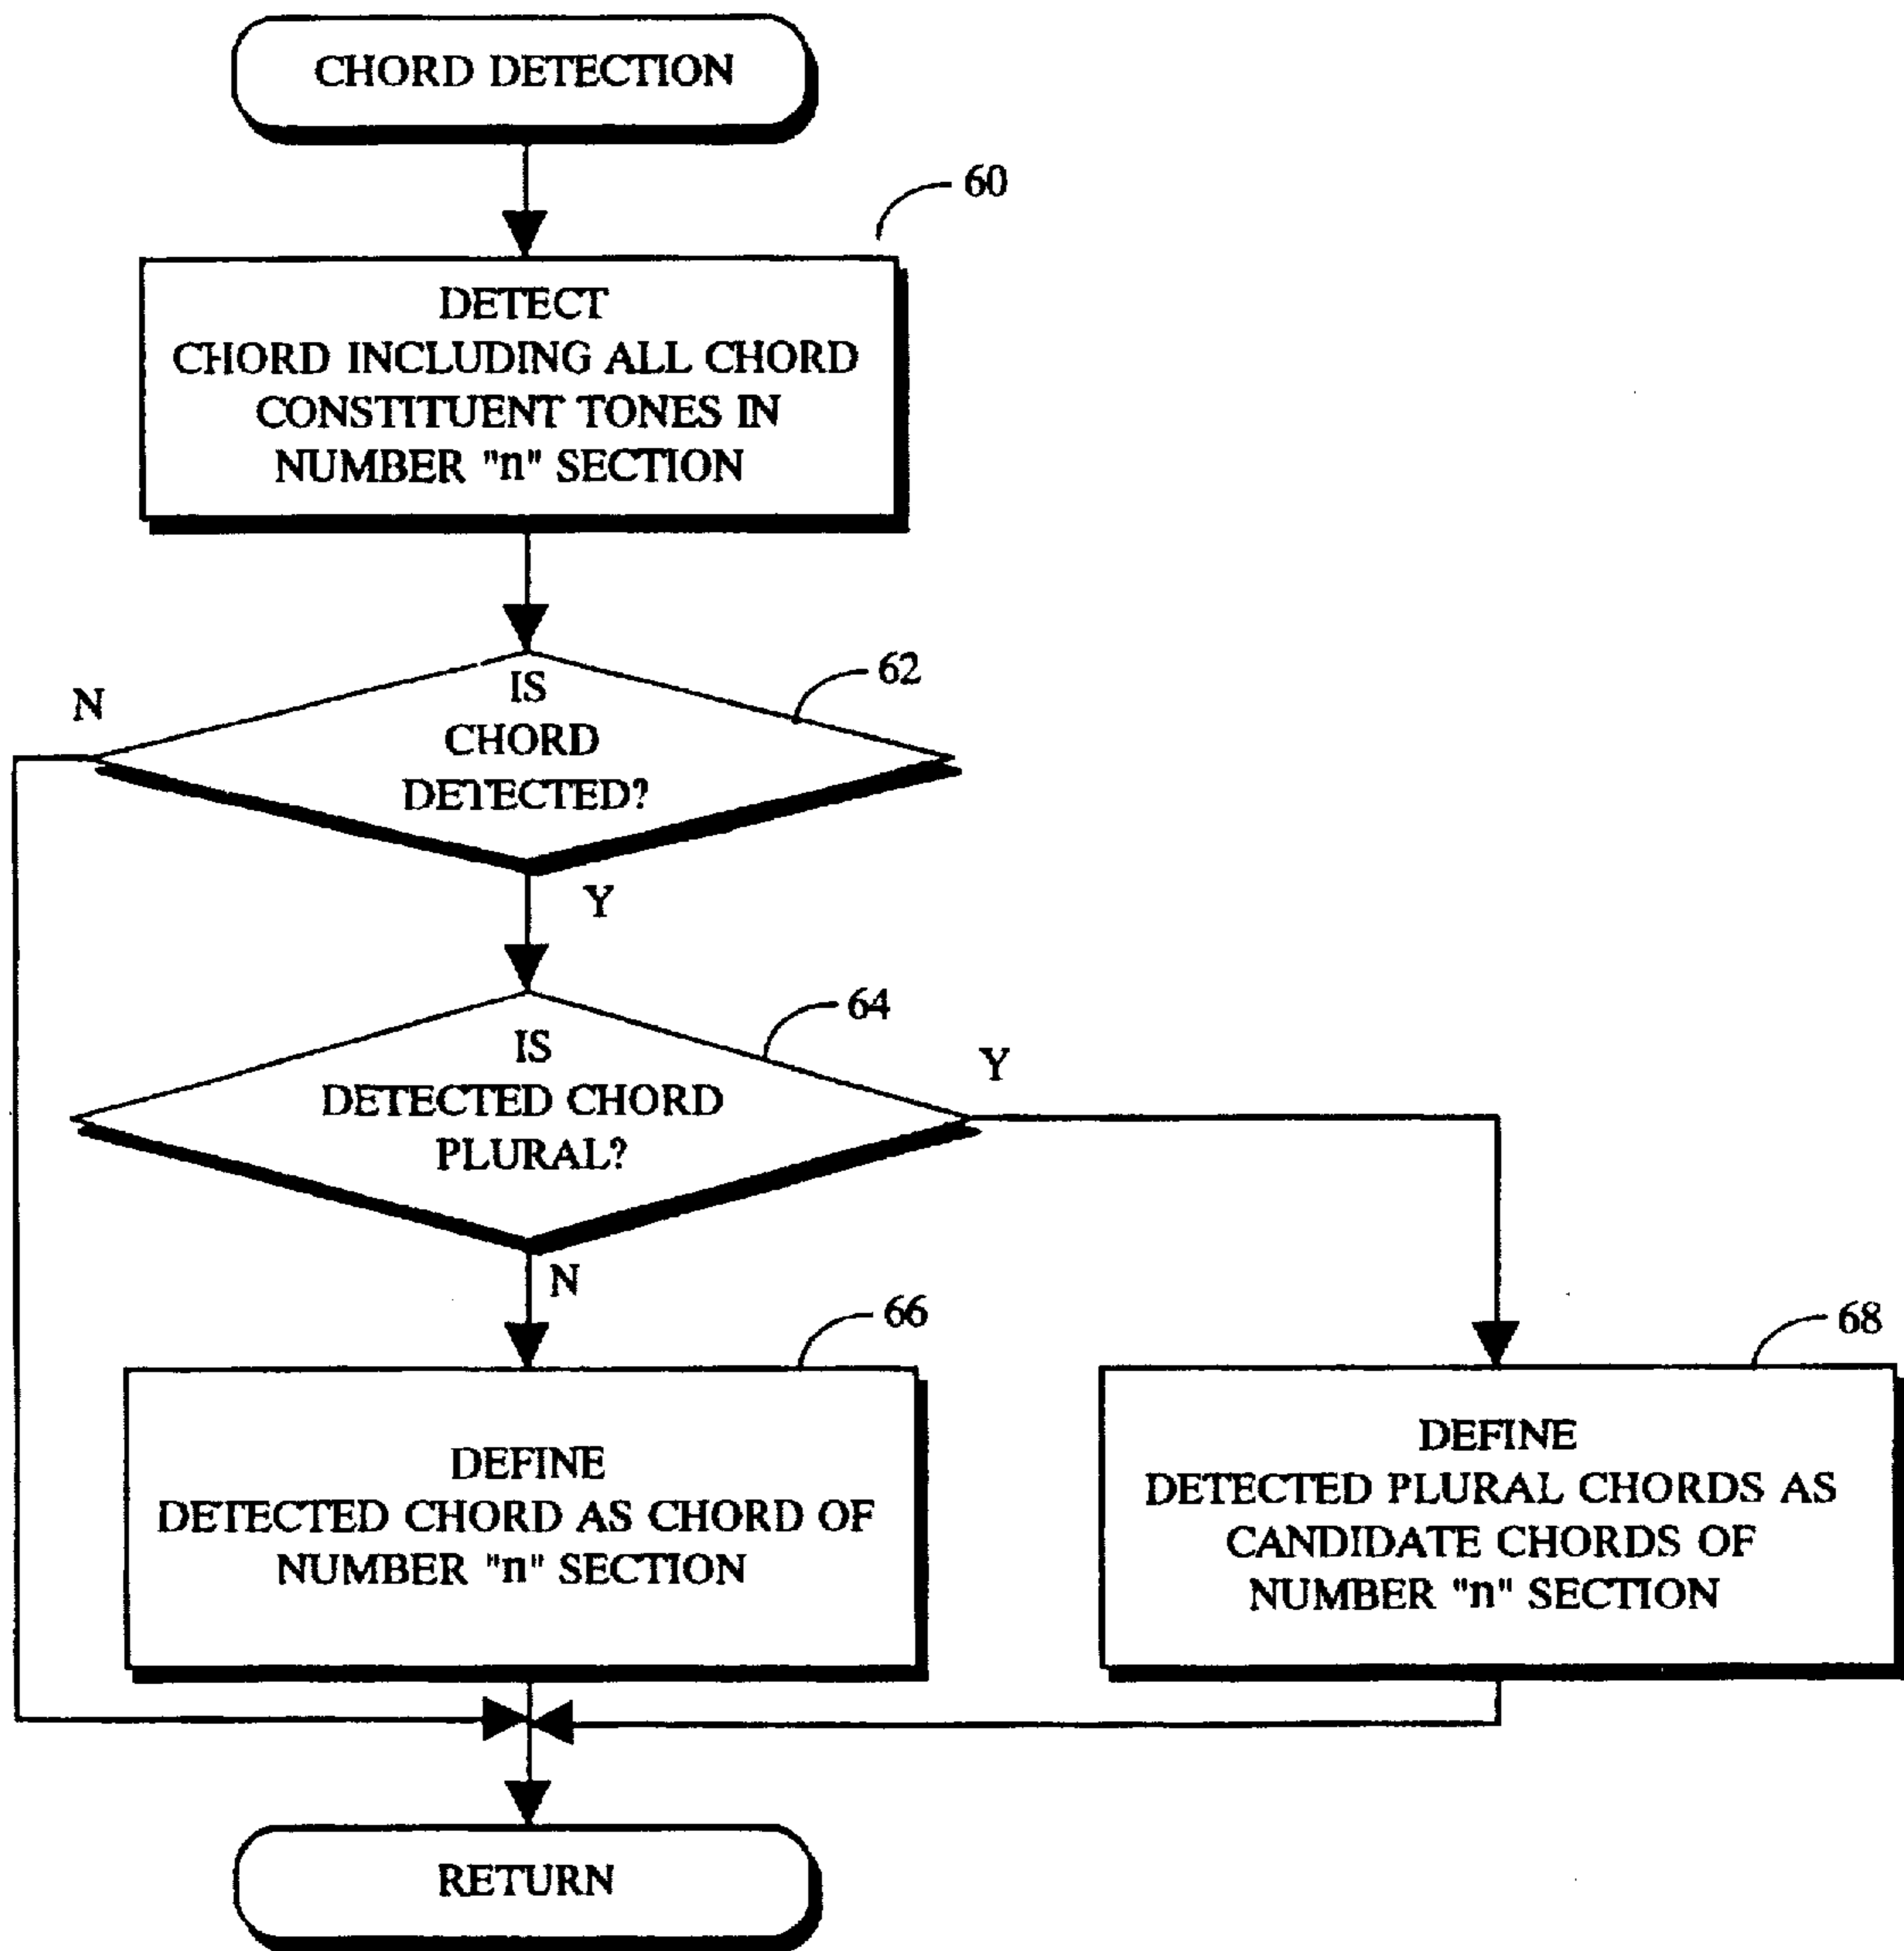 CHORD DETECTION
60
DETECT
CHORD INCLUDING ALL CHORD
CONSTITUENT TONES IN
NUMBER "n" SECTION
62
N
IS
CHORD
DETECTED?
Y
64
IS
DETECTED CHORD
PLURAL?
Y
N
66
DEFINE
DETECTED CHORD AS CHORD OF
NUMBER "n" SECTION
68
DEFINE
DETECTED PLURAL CHORDS AS
CANDIDATE CHORDS OF
NUMBER "n" SECTION
RETURN